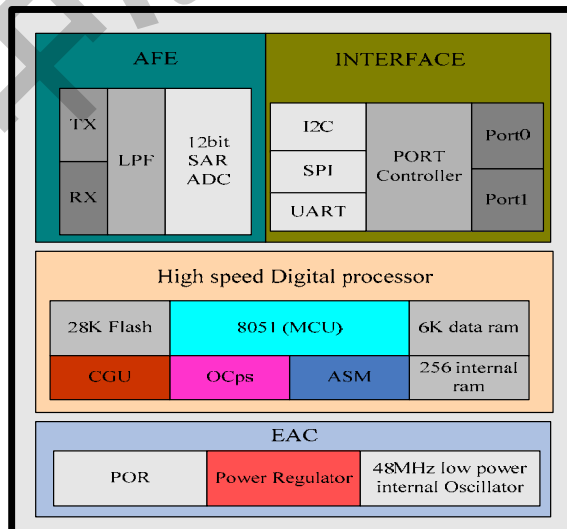 AFE
INTERFACE
TX
RX
LPF
12bit
SAR
ADC
I2C
SPI
UART
PORT
Controller
Port0
Port1
High speed Digital processor
28K Flash
8051 (MCU)
6K data ram
CGU
OCps
ASM
256 internal
ram
EAC
POR
Power Regulator
48MHz low power
internal Oscillator